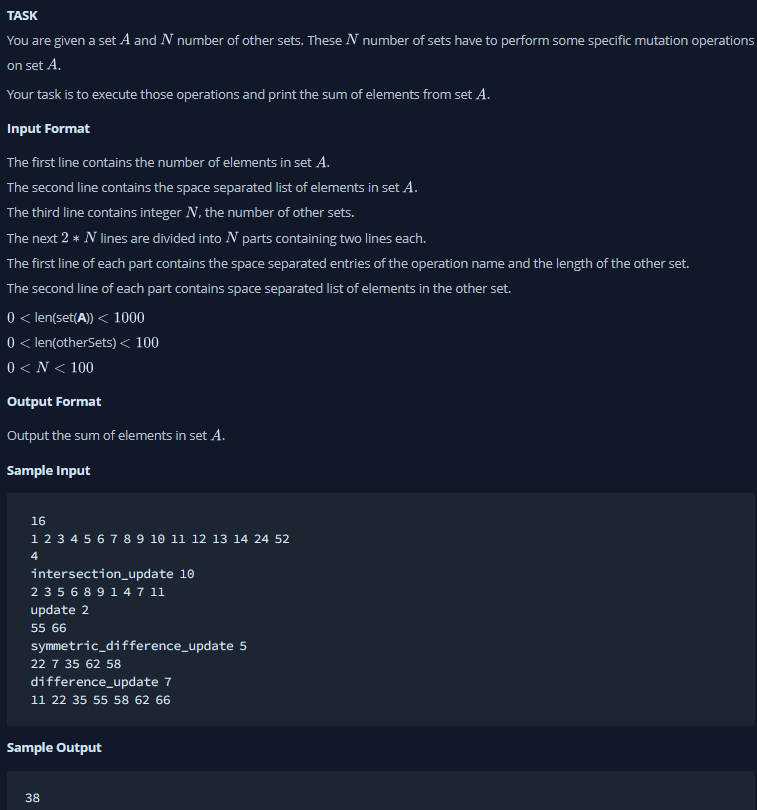 TASK
You are given a set A and N number of other sets. These N number of sets have to perform some specific mutation operations
on set A.
Your task is to execute those operations and print the sum of elements from set A.
Input Format
The first line contains the number of elements in set A.
The second line contains the space separated list of elements in set A.
The third line contains integer N, the number of other sets.
The next 2 * N lines are divided into N parts containing two lines each.
The first line of each part contains the space separated entries of the operation name and the length of the other set.
The second line of each part contains space separated list of elements in the other set.
0 < len(set(A)) < 1000
0 < len(otherSets) < 100
0 < N < 100
Output Format
Output the sum of elements in set A.
Sample Input
16
1 2 3 4 5 6 7 8 9 10 11 12 13 14 24 52
4
intersection_update 10
2 3 5 6 8 9 1 4 7 11
update 2
55 66
symmetric_difference_update 5
22 7 35 62 58
difference_update 7
11 22 35 55 58 62 66
Sample Output
38